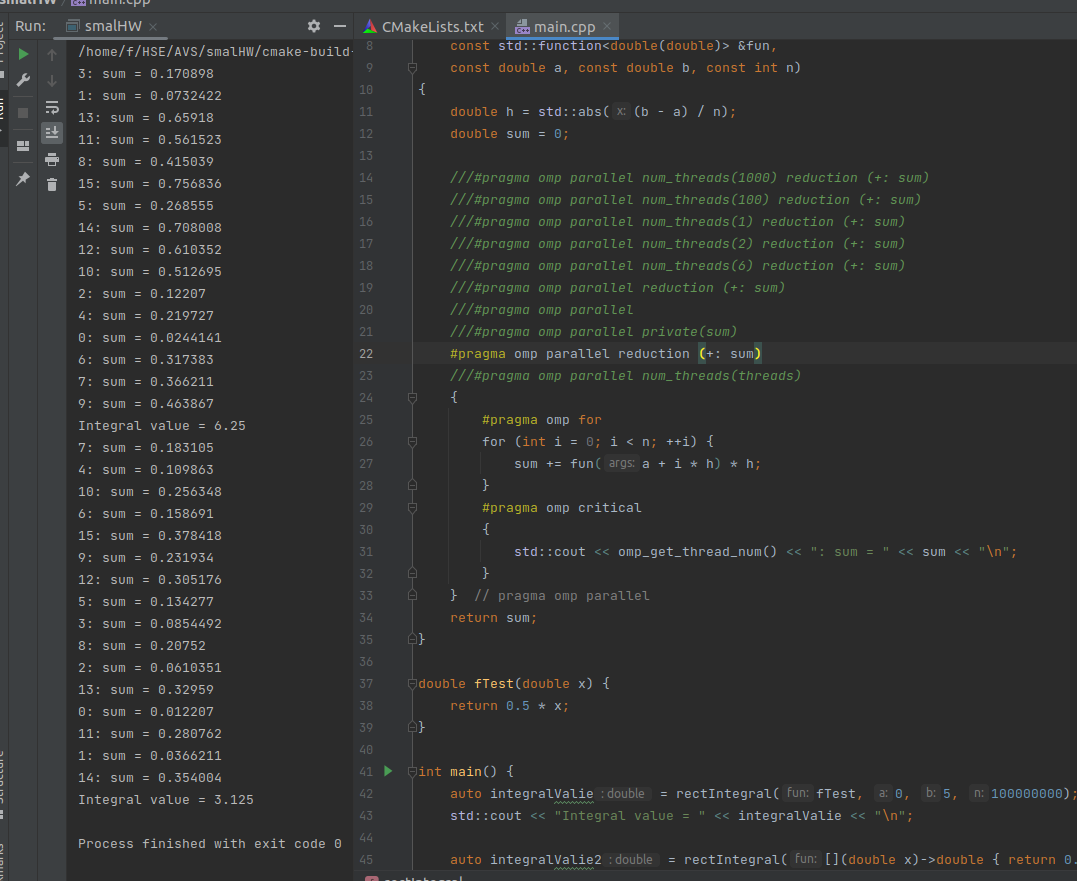 smalHW / main.cpp
Run: smalHW
/home/f/HSE/AVS/smalHW/cmake-build-
3: sum = 0.170898
1: sum = 0.0732422
13: sum = 0.65918
11: sum = 0.561523
8: sum = 0.415039
15: sum = 0.756836
5: sum = 0.268555
14: sum = 0.708008
12: sum = 0.610352
10: sum = 0.512695
2: sum = 0.12207
4: sum = 0.219727
0: sum = 0.0244141
6: sum = 0.317383
7: sum = 0.366211
9: sum = 0.463867
Integral value = 6.25
7: sum = 0.183105
4: sum = 0.109863
10: sum = 0.256348
6: sum = 0.158691
15: sum = 0.378418
9: sum = 0.231934
12: sum = 0.305176
5: sum = 0.134277
3: sum = 0.0854492
8: sum = 0.20752
2: sum = 0.0610351
13: sum = 0.32959
0: sum = 0.012207
11: sum = 0.280762
1: sum = 0.0366211
14: sum = 0.354004
Integral value = 3.125
Process finished with exit code 0
CMakeLists.txt main.cpp
8 const std::function<double(double)> &fun,
9 const double a, const double b, const int n)
10 {
11 double h = std::abs( x: (b - a) / n);
12 double sum = 0;
13
14 ///#pragma omp parallel num_threads(1000) reduction (+: sum)
15 ///#pragma omp parallel num_threads(100) reduction (+: sum)
16 ///#pragma omp parallel num_threads(1) reduction (+: sum)
17 ///#pragma omp parallel num_threads(2) reduction (+: sum)
18 ///#pragma omp parallel num_threads(6) reduction (+: sum)
19 ///#pragma omp parallel reduction (+: sum)
20 ///#pragma omp parallel
21 ///#pragma omp parallel private(sum)
22 #pragma omp parallel reduction (+: sum)
23 ///#pragma omp parallel num_threads(threads)
24 {
25 #pragma omp for
26 for (int i = 0; i < n; ++i) {
27 sum += fun( args: a + i * h) * h;
28 }
29 #pragma omp critical
30 {
31 std::cout << omp_get_thread_num() << ": sum = " << sum << "\n";
32 }
33 } // pragma omp parallel
34 return sum;
35 }
36
37 double fTest(double x) {
38 return 0.5 * x;
39 }
40
41 int main() {
42 auto integralValie : double = rectIntegral( fun: fTest, a: 0, b: 5, n: 100000000);
43 std::cout << "Integral value = " << integralValie << "\n";
44
45 auto integralValie2 : double = rectIntegral( fun: [](double x)->double { return 0.